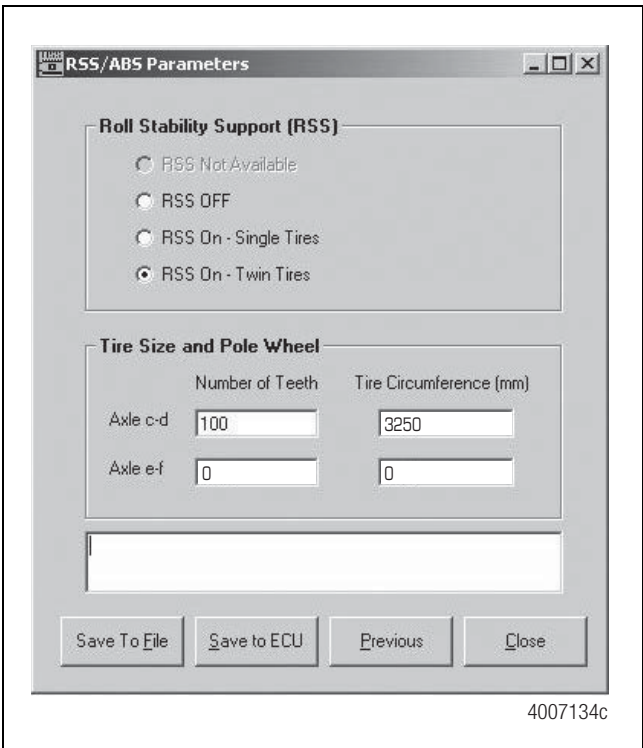 RSS/ABS Parameters
Roll Stability Support (RSS)
RSS Not Available
RSS OFF
RSS On - Single Tires
RSS On - Twin Tires
Tire Size and Pole Wheel
Number of Teeth Tire Circumference (mm)
Axle c-d 100 3250
Axle e-f 0 0
Save To File Save to ECU Previous Close
4007134c